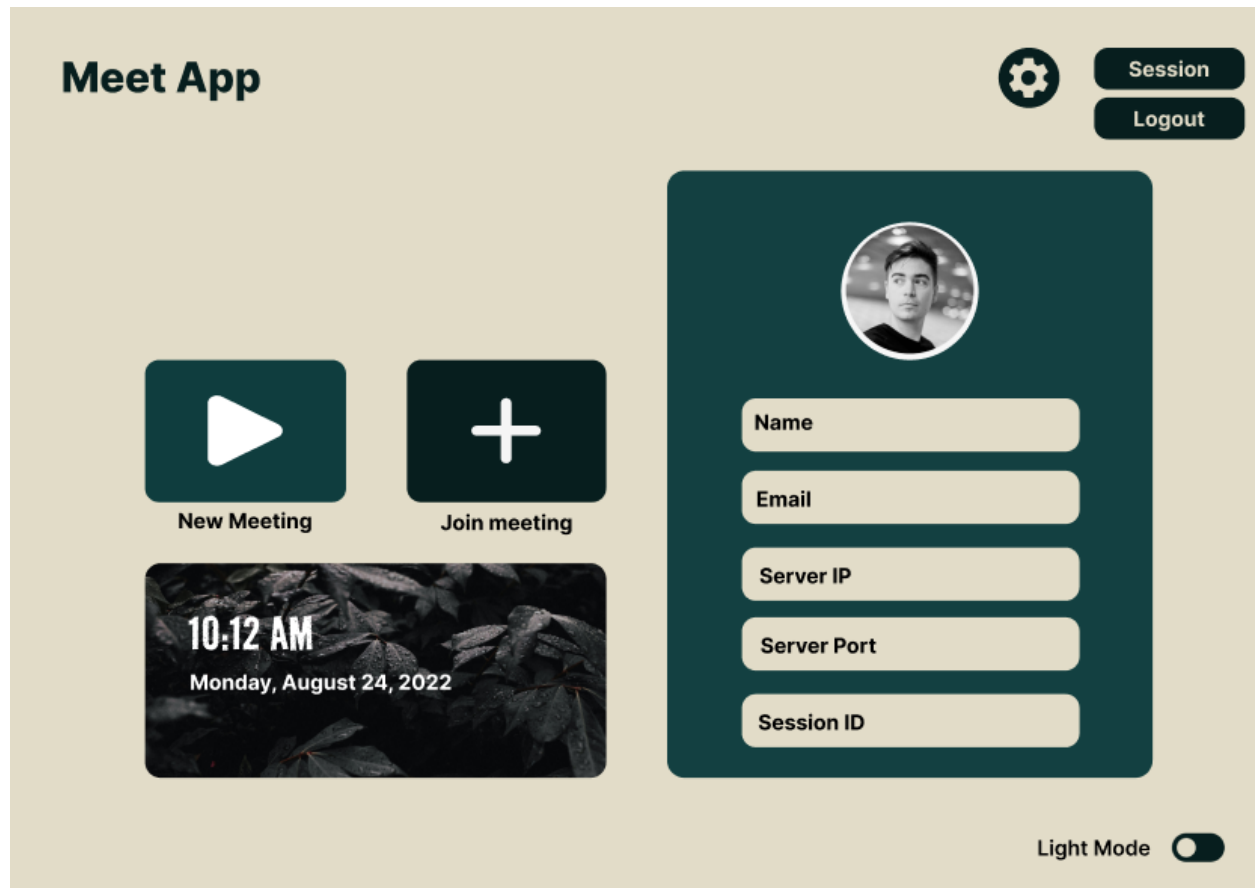 Meet App
Session
Logout
New Meeting
Join meeting
10:12 AM
Monday, August 24, 2022
Name
Email
Server IP
Server Port
Session ID
Light Mode